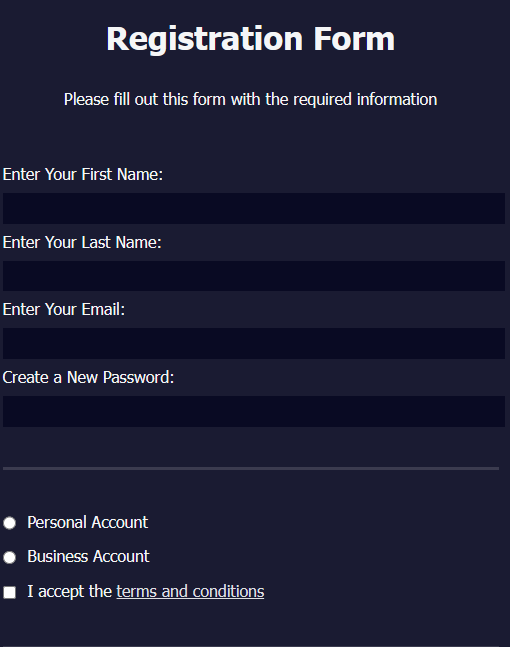 Registration Form
Please fill out this form with the required information
Enter Your First Name:
Enter Your Last Name:
Enter Your Email:
Create a New Password:
Personal Account
Business Account
I accept the terms and conditions